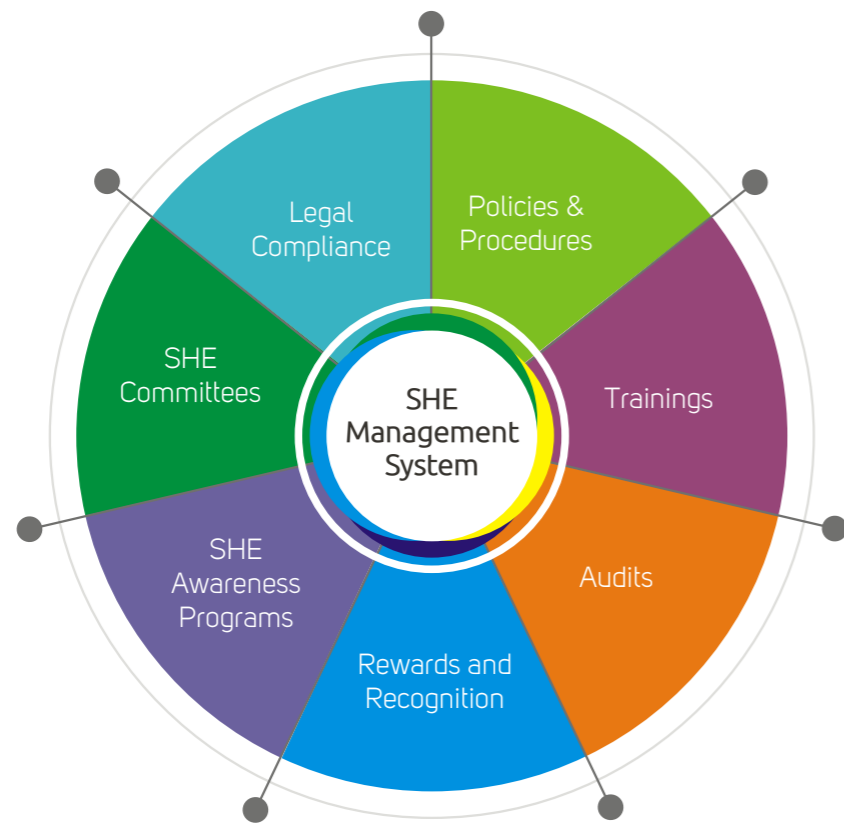 Legal
Compliance
Policies &
Procedures
SHE
Committees
SHE
Management
System
Trainings
SHE
Awareness
Programs
Audits
Rewards and
Recognition